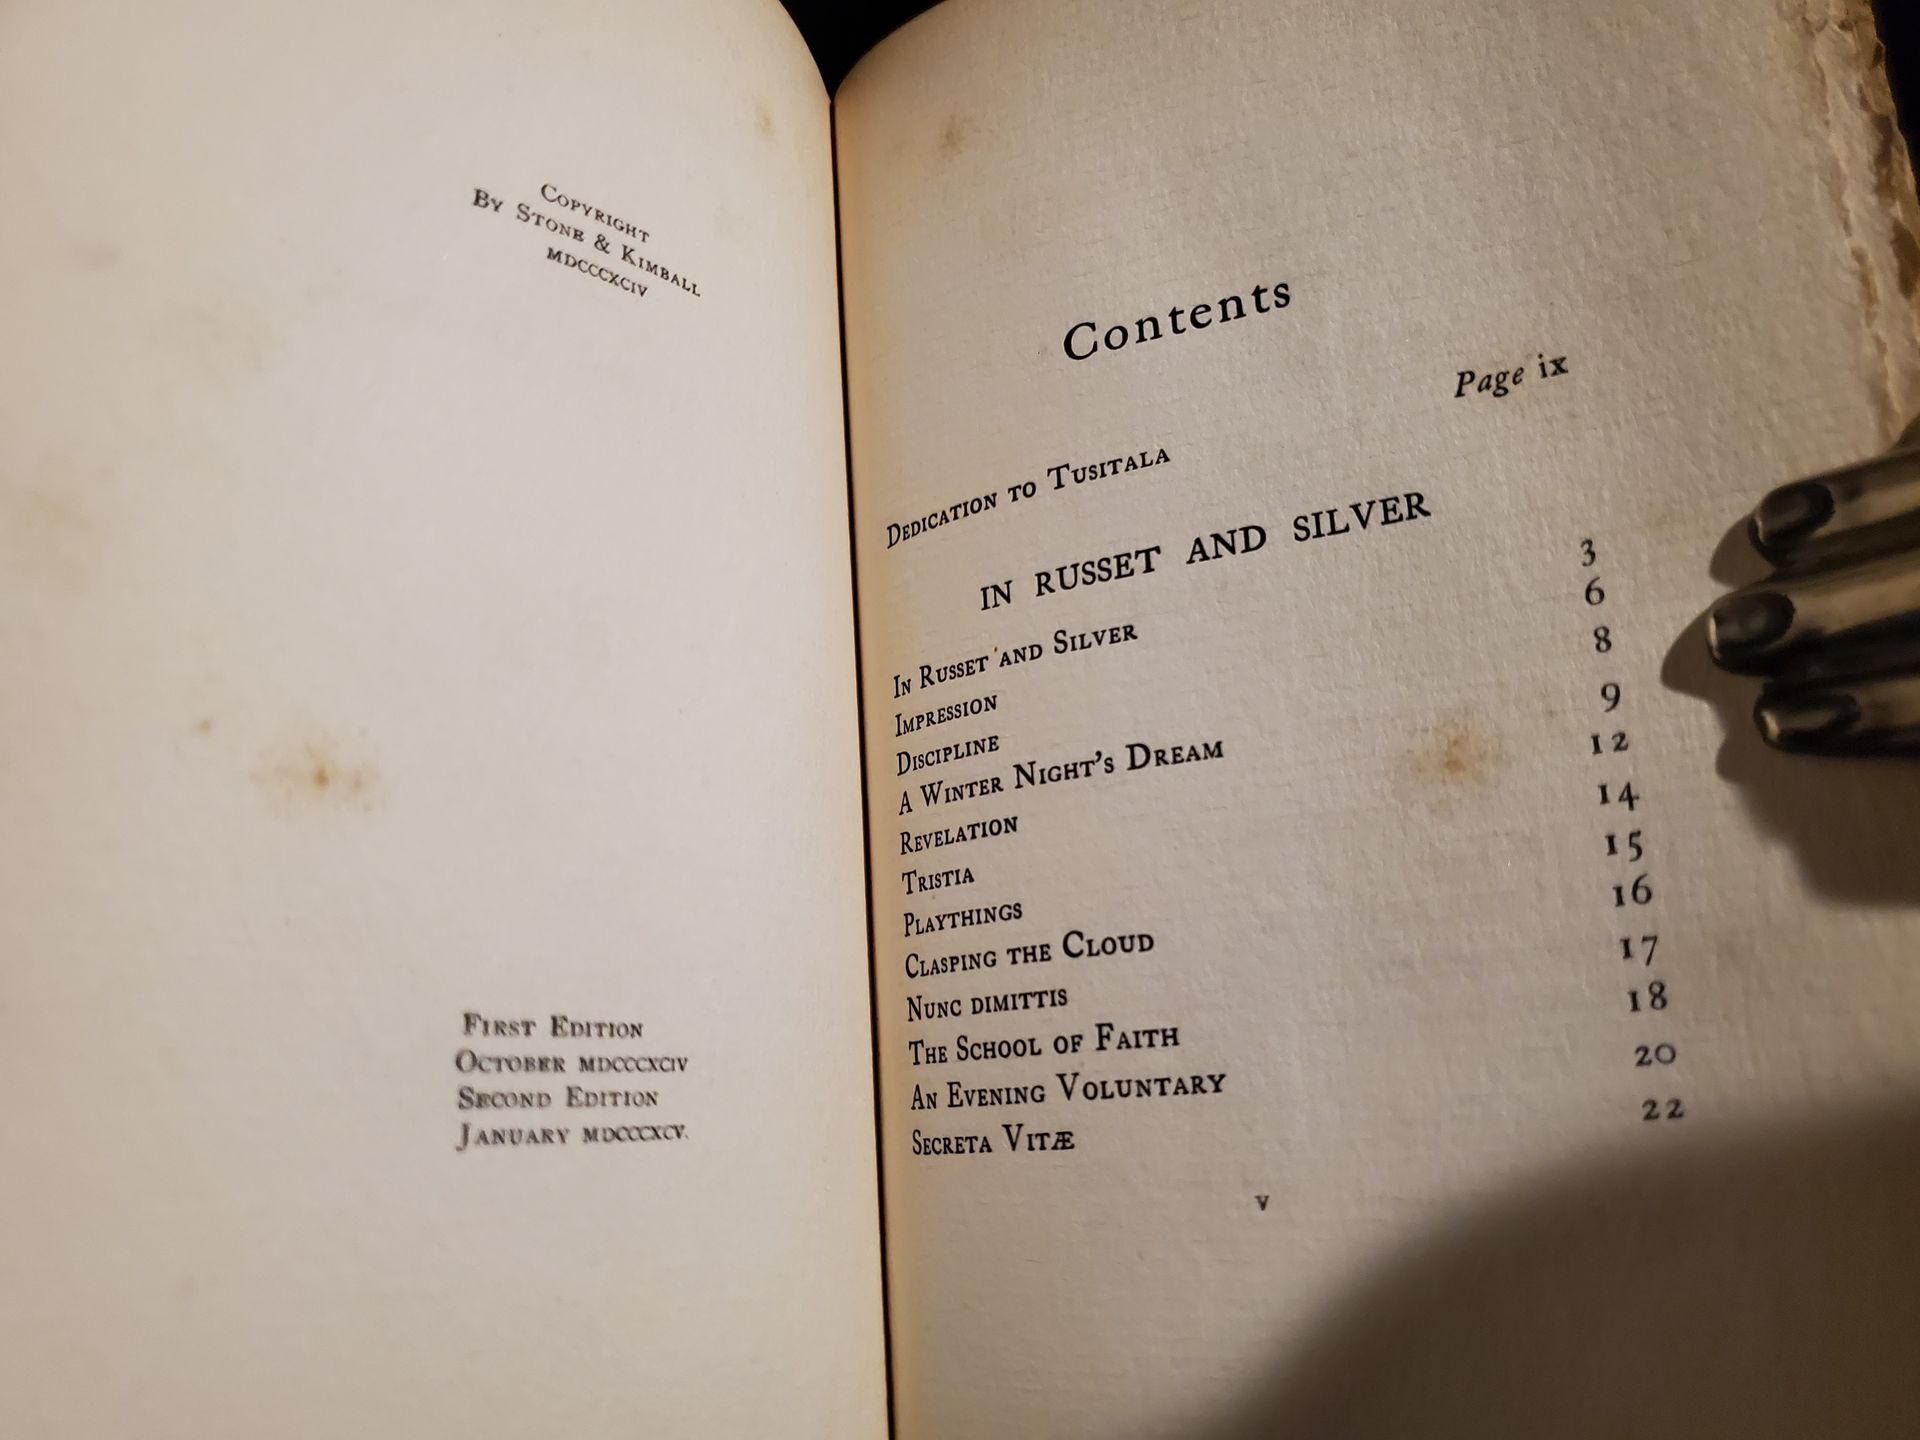 Copyright
By Stone & Kimball
MDCCCXCIV
First Edition
October MDCCCXCIV
Second Edition
January MDCCCXCV.
Contents
Page ix
Dedication to Tusitala
IN RUSSET AND SILVER
In Russet and Silver 3
Impression 6
Discipline 8
A Winter Night's Dream 9
Revelation 12
Tristia 14
Playthings 15
Clasping the Cloud 16
Nunc dimittis 17
The School of Faith 18
An Evening Voluntary 20
Secreta Vitæ 22
v